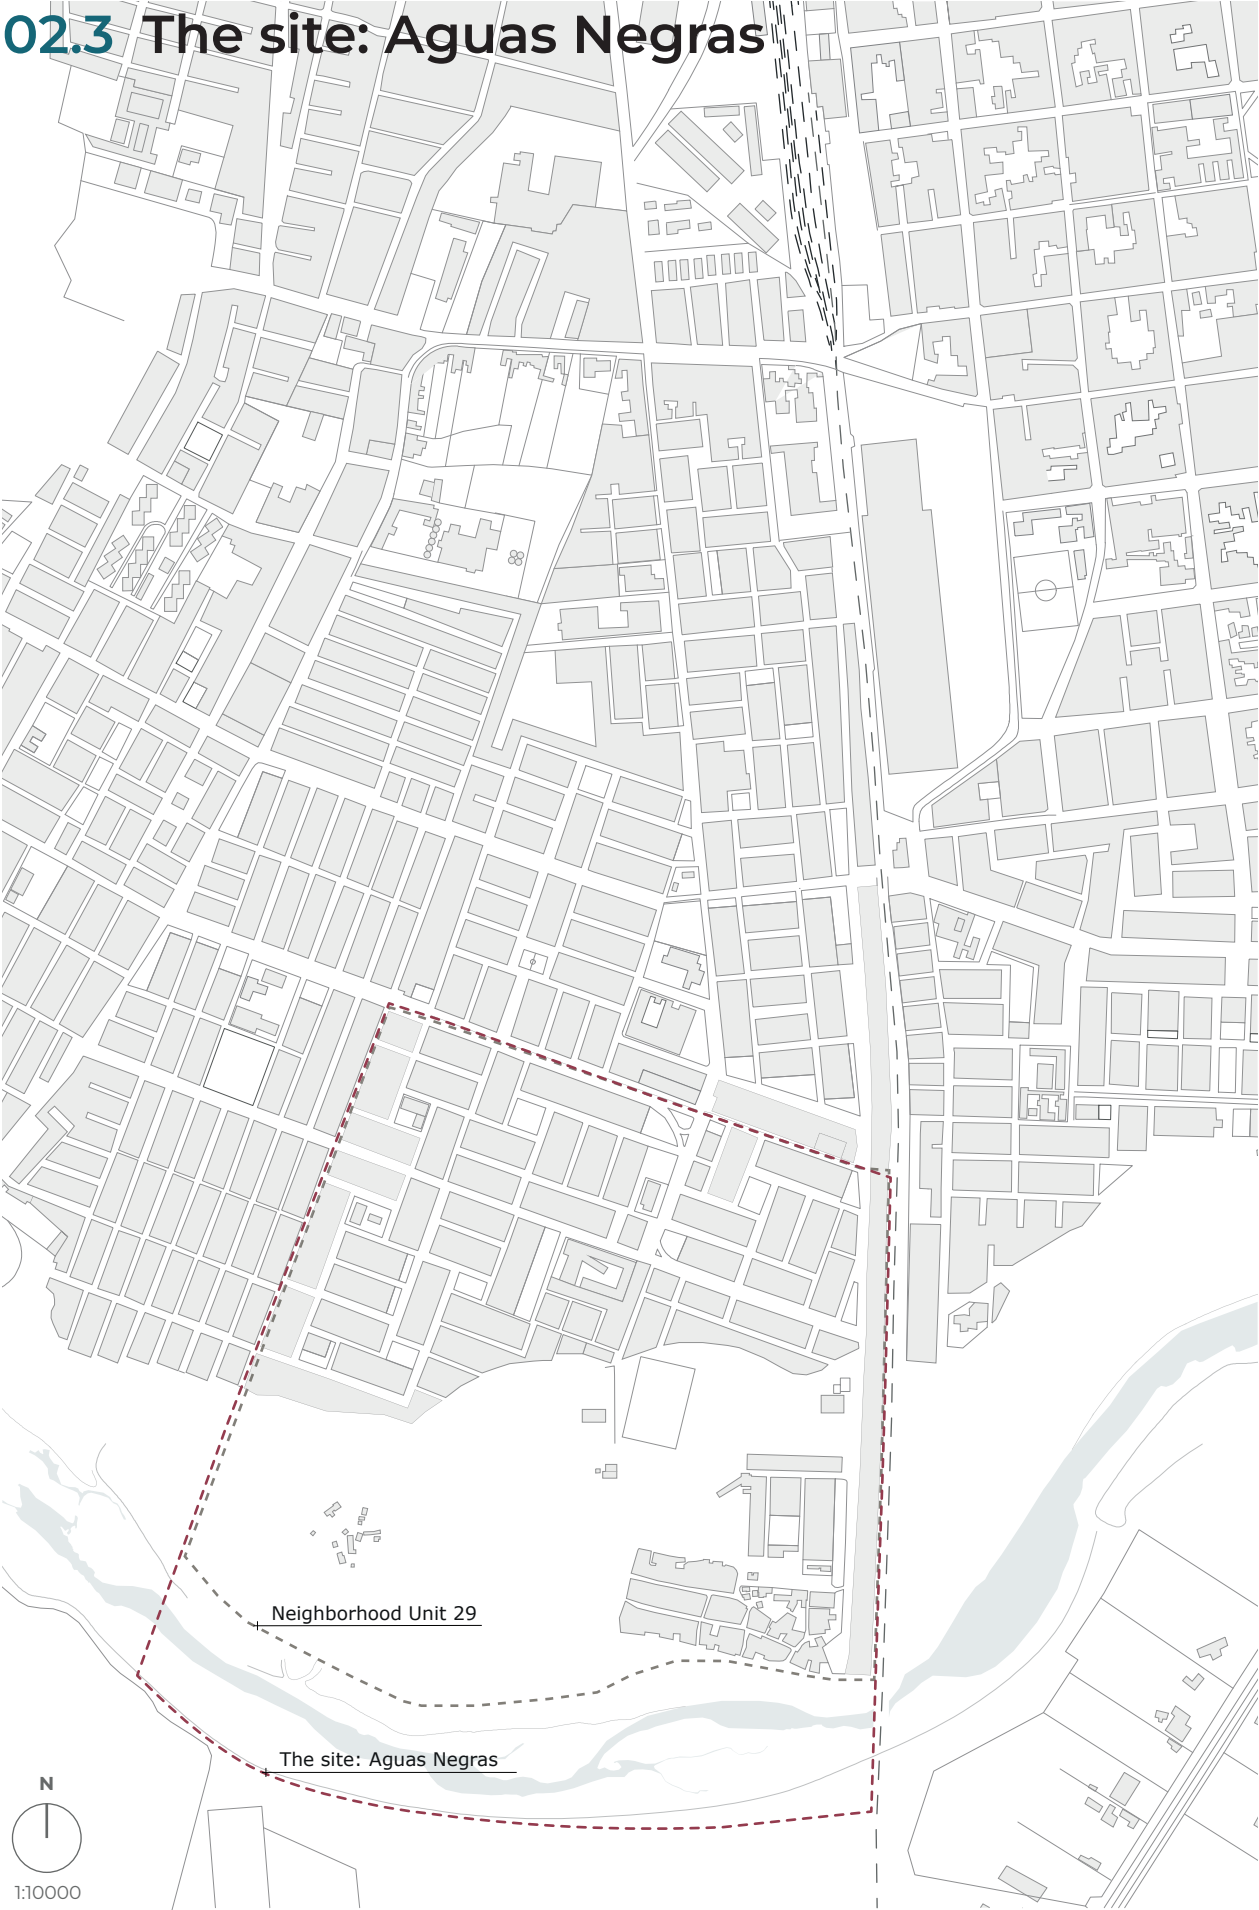 02.3 The site: Aguas Negras
Neighborhood Unit 29
The site: Aguas Negras
N
1:10000